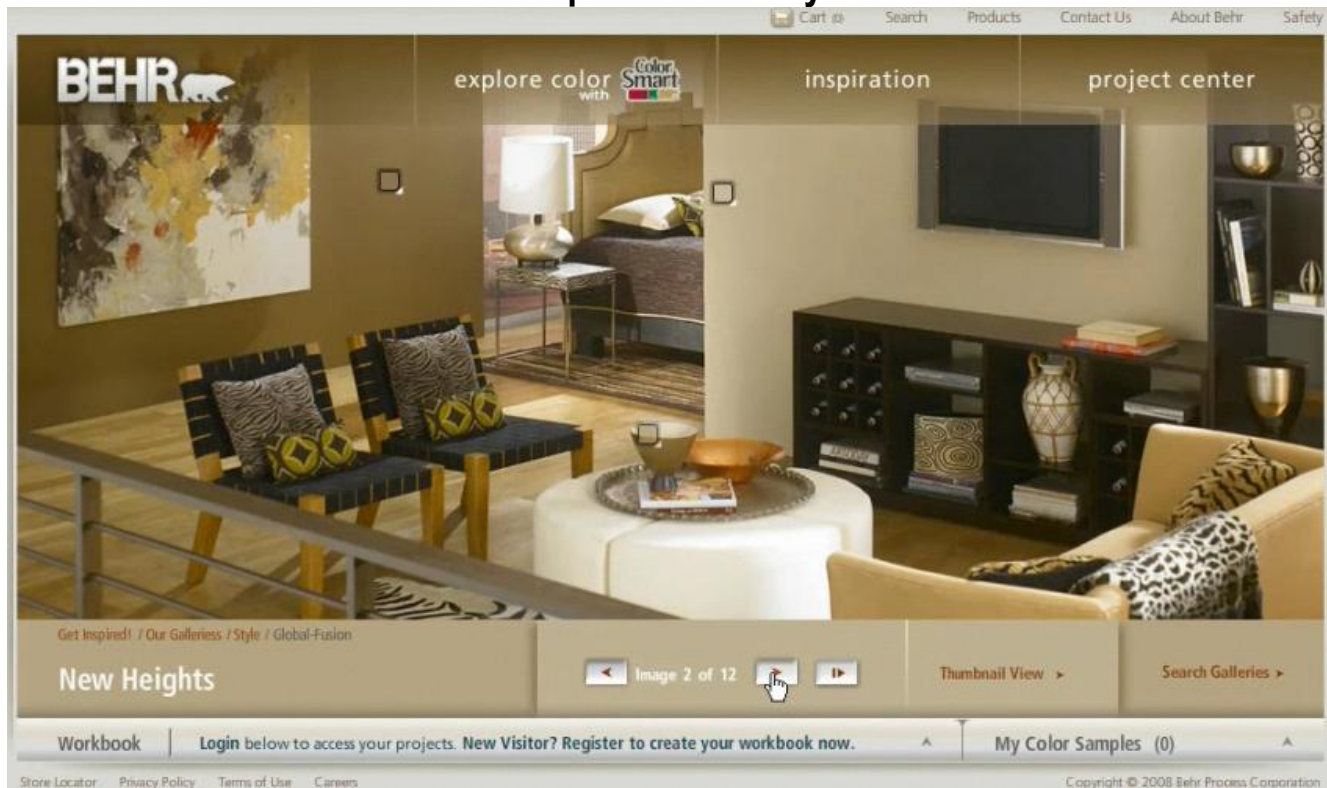 Cart (0) Search Products Contact Us About Behr Safety
BEHR
explore color
with
Color
Smart
inspiration
project center
Get Inspired! / Our Galleriess / Style / Global-Fusion
New Heights
Image 2 of 12
Thumbnail View
Search Galleries
Workbook
Login below to access your projects. New Visitor? Register to create your workbook now.
My Color Samples (0)
Store Locator Privacy Policy Terms of Use Careers
Copyright © 2008 Behr Process Corporation